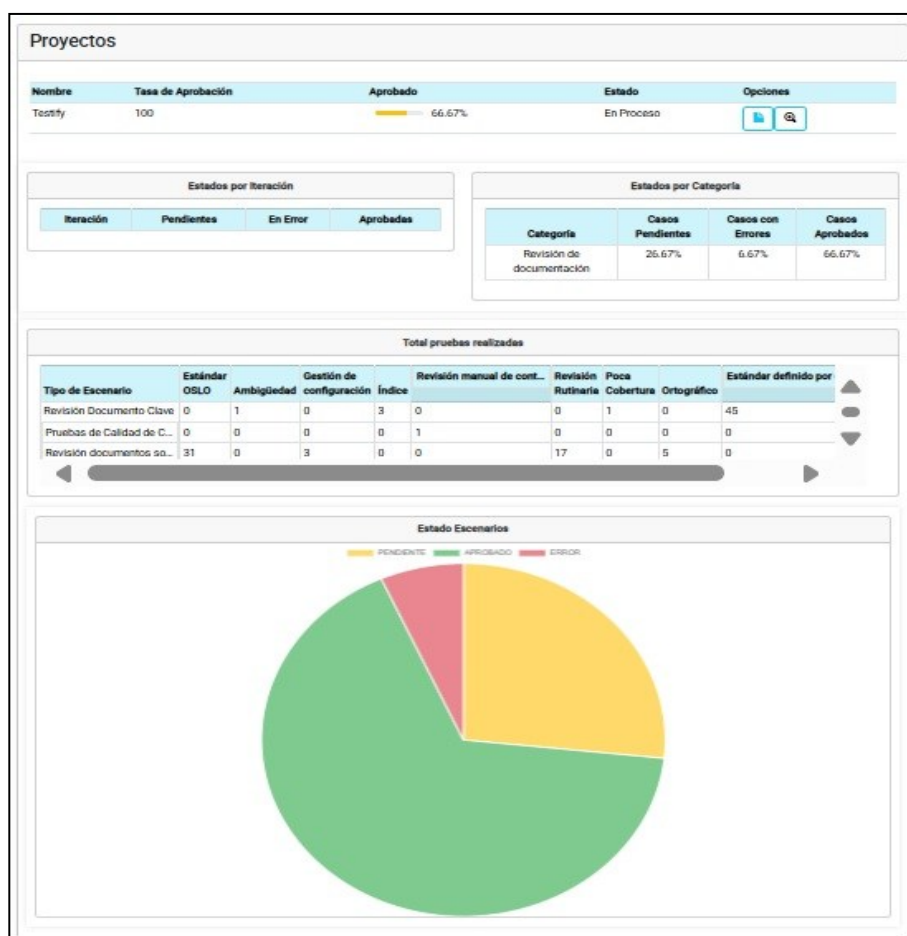 Proyectos
Nombre Tasa de Aprobación Aprobado Estado Opciones
Testify 100 66.67% En Proceso
Estados por Iteración
Iteración Pendientes En Error Aprobadas
Estados por Categoría
Categoría Casos Pendientes Casos con Errores Casos Aprobados
Revisión de documentación 26.67% 6.67% 66.67%
Total pruebas realizadas
Tipo de Escenario Estándar OSLO Ambigüedad Gestión de configuración Índice Revisión manual de cont... Revisión Rutinaria Poca Cobertura Ortográfico Estándar definido por
Revisión Documento Clave 0 1 0 3 0 0 1 0 45
Pruebas de Calidad de C... 0 0 0 0 1 0 0 0 0
Revisión documentos so... 31 0 3 0 0 17 0 5 0
Estado Escenarios
PENDIENTE APROBADO ERROR